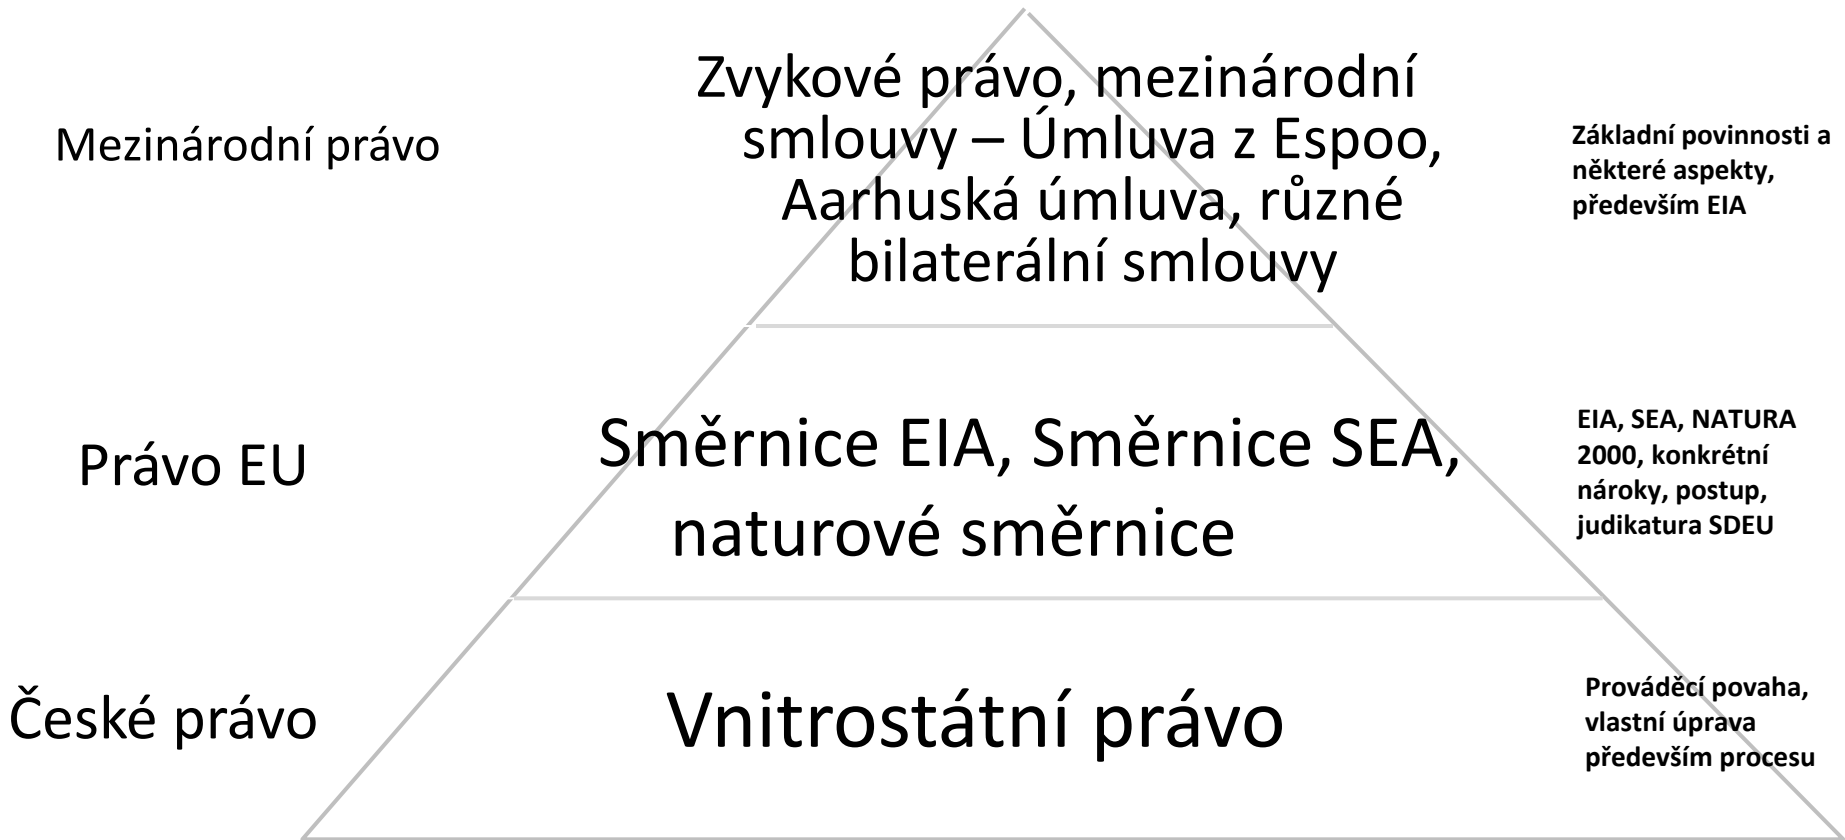 Mezinárodní právo
Zvykové právo, mezinárodní
smlouvy – Úmluva z Espoo,
Aarhuská úmluva, různé
bilaterální smlouvy
Základní povinnosti a
některé aspekty,
především EIA
Právo EU
Směrnice EIA, Směrnice SEA,
naturové směrnice
EIA, SEA, NATURA
2000, konkrétní
nároky, postup,
judikatura SDEU
České právo
Vnitrostátní právo
Prováděcí povaha,
vlastní úprava
především procesu